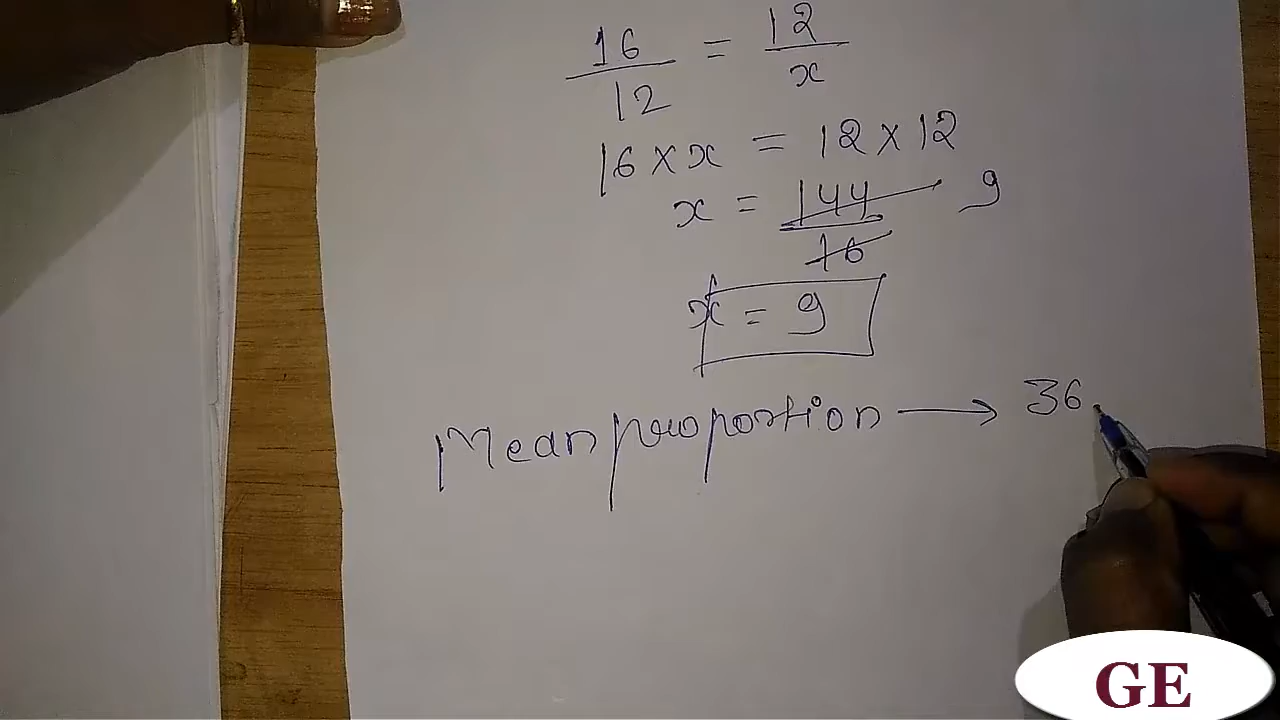 16/12 = 12/x
16 × x = 12 × 12
x = 144/16 9
x = 9
Mean proportion → 36
GE